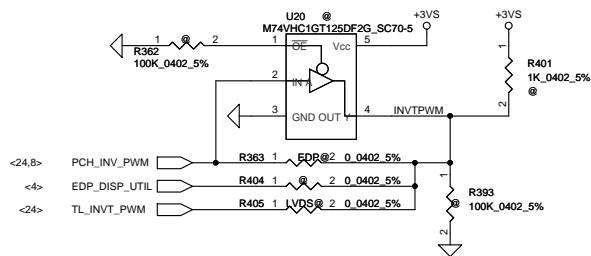 U20 @
M74VHC1GT125DF2G_SC70-5
+3VS
+3VS
1 @ 2
R362
100K_0402_5%
1 OE Vcc 5
2 IN A
3 GND OUT Y 4
INVTPWM
1
R401
1K_0402_5%
2 @
<24,8> PCH_INV_PWM R363 1 EDP@ 2 0_0402_5%
<4> EDP_DISP_UTIL R404 1 @ 2 0_0402_5%
<24> TL_INVT_PWM R405 1 LVDS@ 2 0_0402_5%
1
R393
@ 100K_0402_5%
2